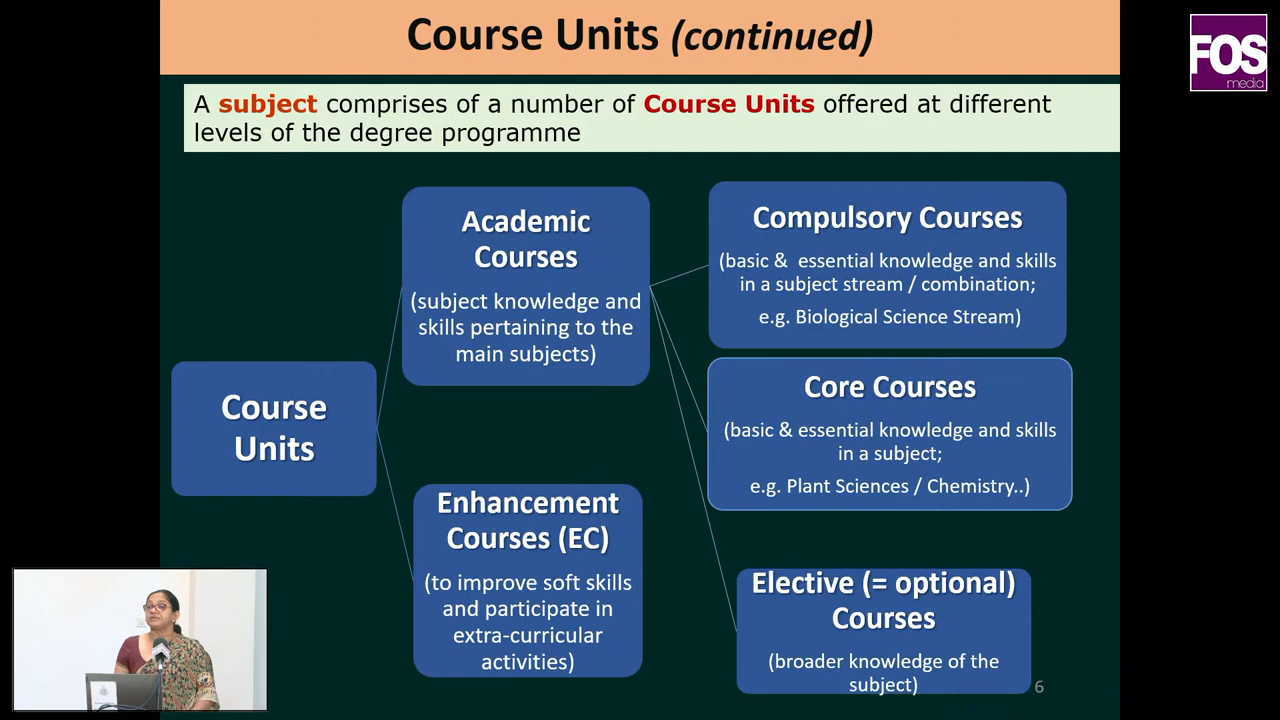 Course Units (continued)
FOS
media
A subject comprises of a number of Course Units offered at different
levels of the degree programme
Academic
Courses
(subject knowledge and
skills pertaining to the
main subjects)
Compulsory Courses
(basic &  essential knowledge and skills
in a subject stream / combination;
e.g. Biological Science Stream)
Course
Units
Core Courses
(basic & essential knowledge and skills
in a subject;
e.g. Plant Sciences / Chemistry..)
Enhancement
Courses (EC)
(to improve soft skills
and participate in
extra-curricular
activities)
Elective (= optional)
Courses
(broader knowledge of the
subject)
6